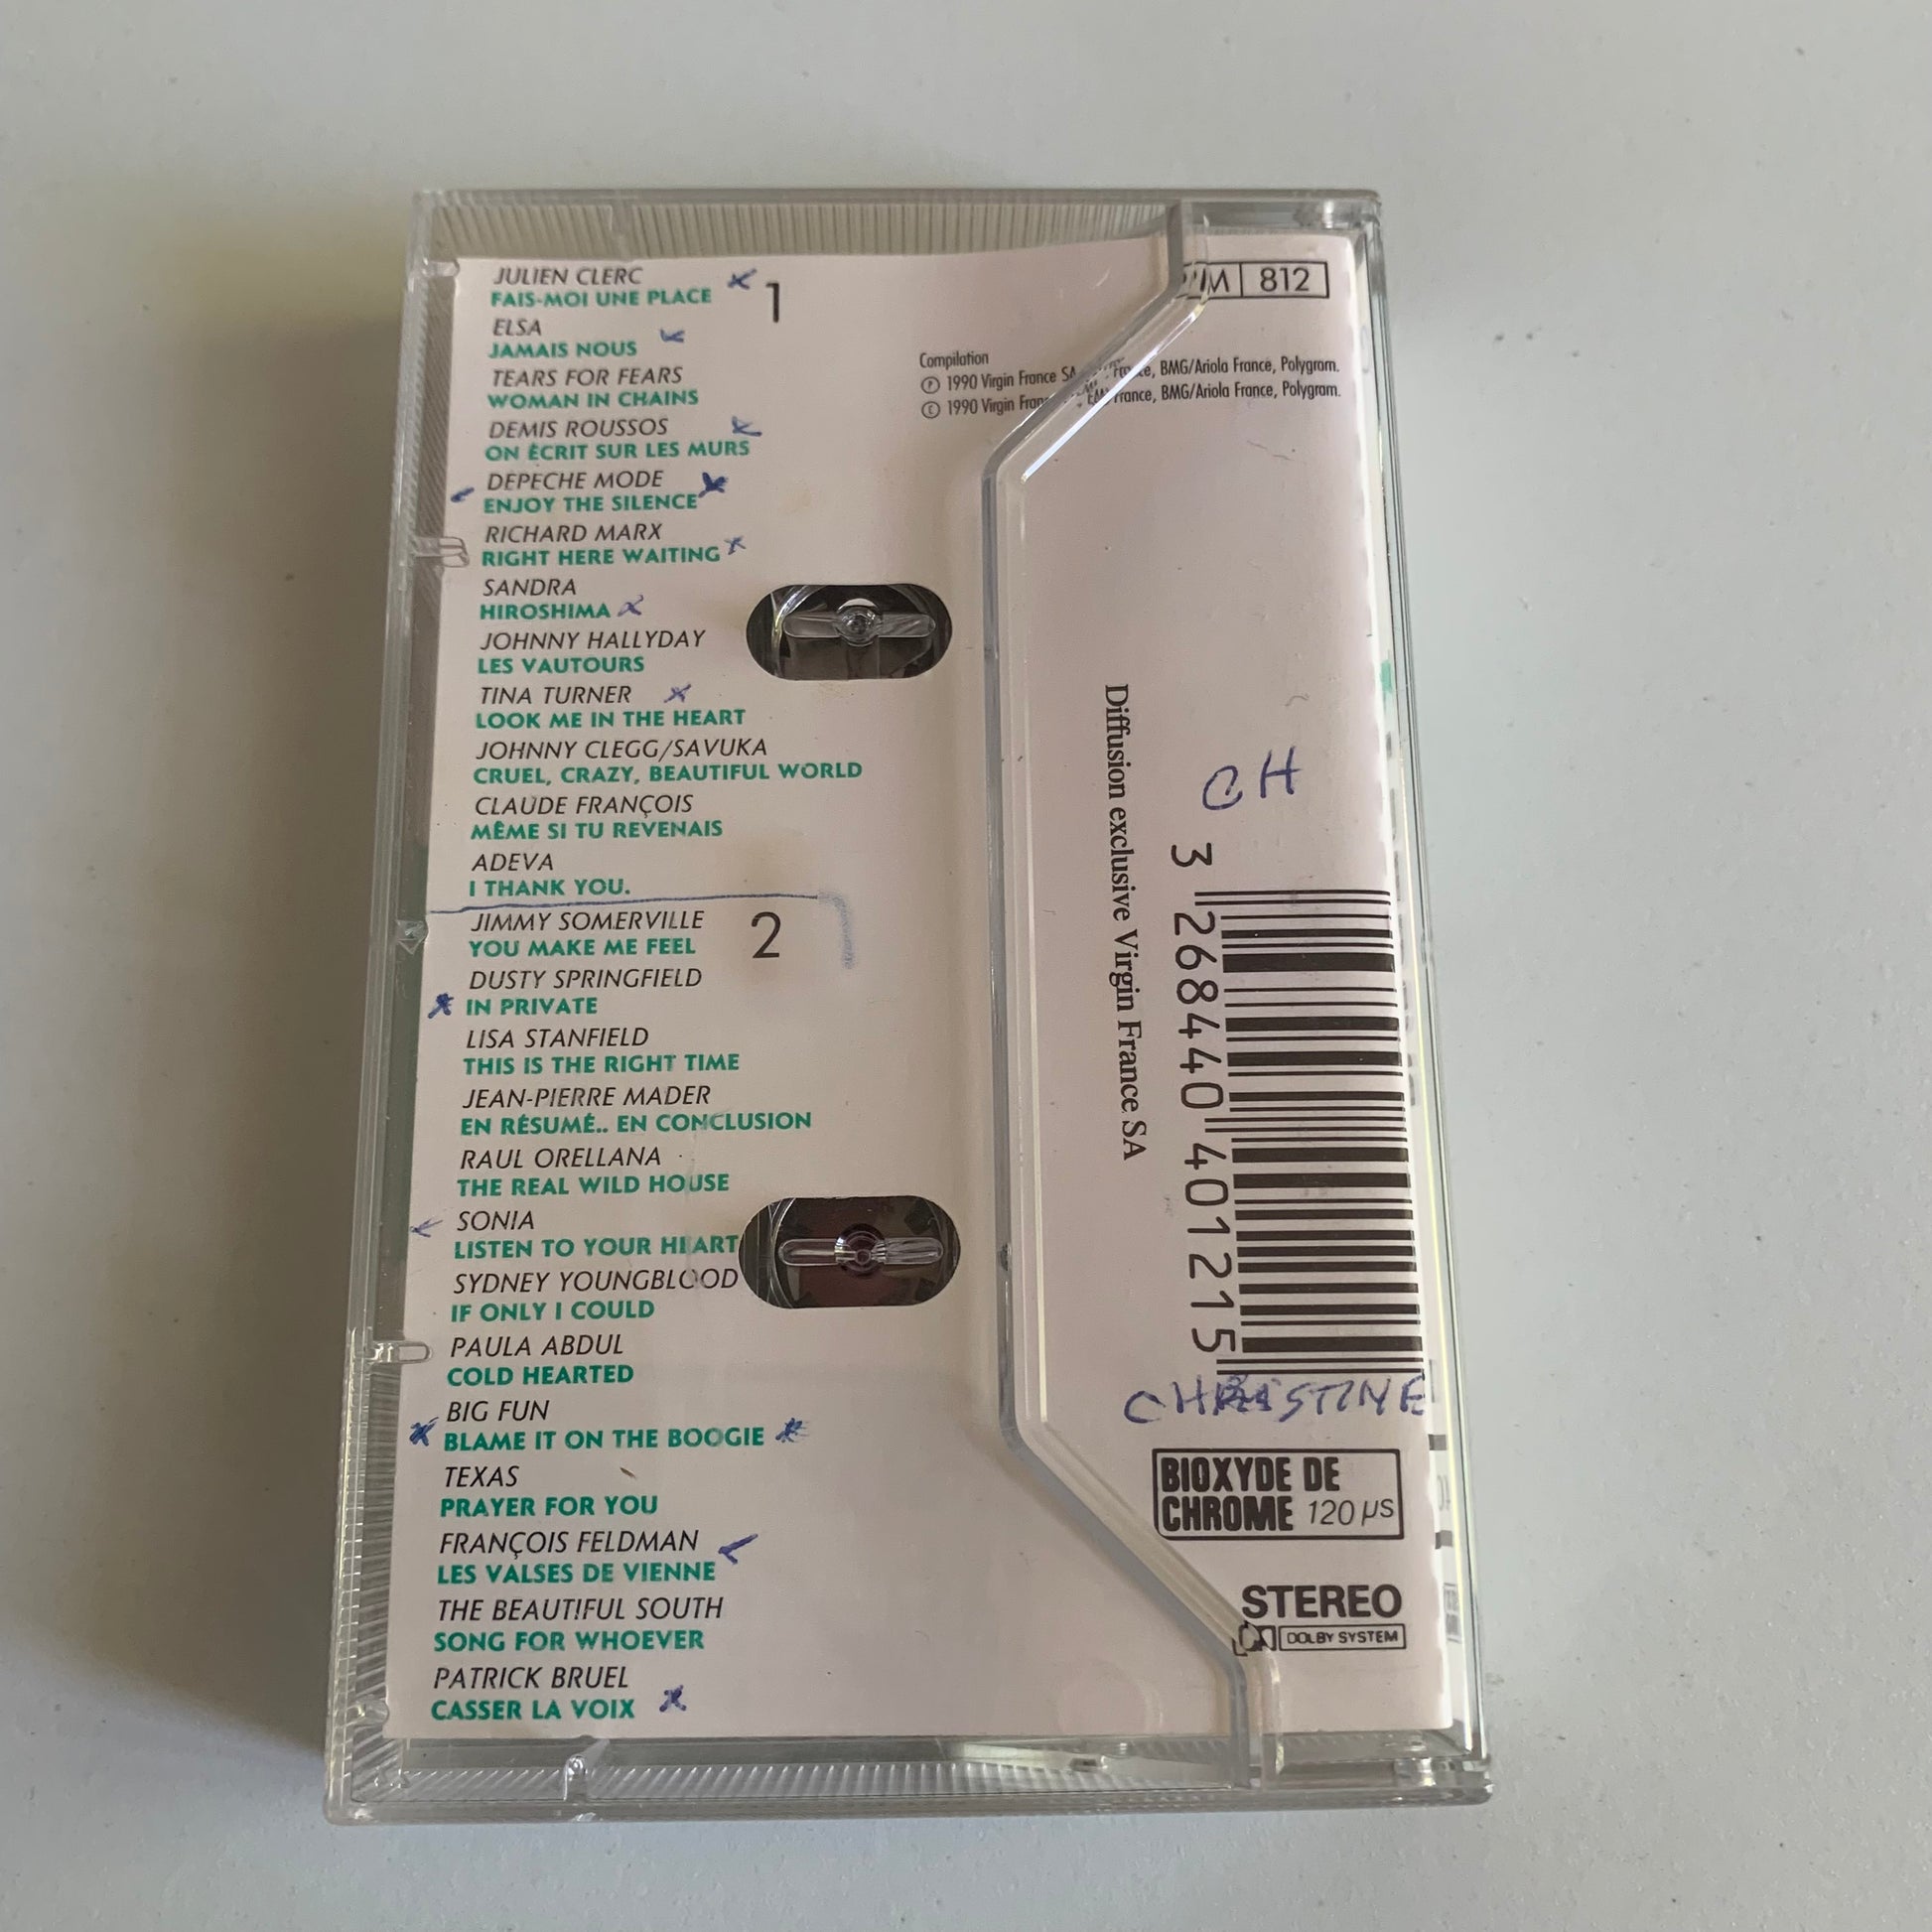 JULIEN CLERC
FAIS-MOI UNE PLACE
1
ELSA
JAMAIS NOUS
TEARS FOR FEARS
WOMAN IN CHAINS
DEMIS ROUSSOS
ON ÉCRIT SUR LES MURS
DEPECHE MODE
ENJOY THE SILENCE
RICHARD MARX
RIGHT HERE WAITING
SANDRA
HIROSHIMA
JOHNNY HALLYDAY
LES VAUTOURS
TINA TURNER
LOOK ME IN THE HEART
JOHNNY CLEGG/SAVUKA
CRUEL, CRAZY, BEAUTIFUL WORLD
CLAUDE FRANÇOIS
MÊME SI TU REVENAIS
ADEVA
I THANK YOU.
JIMMY SOMERVILLE
YOU MAKE ME FEEL
2
DUSTY SPRINGFIELD
IN PRIVATE
LISA STANFIELD
THIS IS THE RIGHT TIME
JEAN-PIERRE MADER
EN RÉSUMÉ.. EN CONCLUSION
RAUL ORELLANA
THE REAL WILD HOUSE
SONIA
LISTEN TO YOUR HEART
SYDNEY YOUNGBLOOD
IF ONLY I COULD
PAULA ABDUL
COLD HEARTED
BIG FUN
BLAME IT ON THE BOOGIE
TEXAS
PRAYER FOR YOU
FRANÇOIS FELDMAN
LES VALSES DE VIENNE
THE BEAUTIFUL SOUTH
SONG FOR WHOEVER
PATRICK BRUEL
CASSER LA VOIX
812
Compilation
Ⓟ 1990 Virgin France SA, BMG/Ariola France, Polygram.
© 1990 Virgin France, BMG/Ariola France, Polygram.
Diffusion exclusive Virgin France SA
CH
3 268440 401215
CHRISTINE
BIOXYDE DE
CHROME 120 µs
STEREO
DOLBY SYSTEM